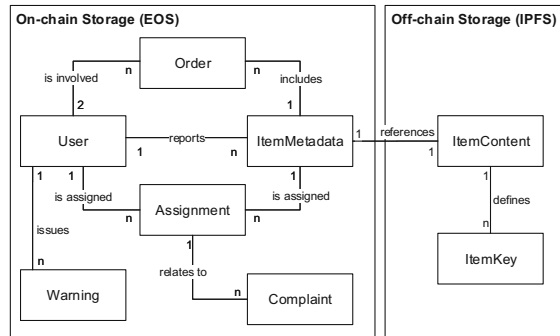 On-chain Storage (EOS)
Off-chain Storage (IPFS)
Order
n
n
is involved
includes
2
1
User
reports
ItemMetadata
1
references
ItemContent
1
n
1
1
1
1
1
is assigned
is assigned
defines
n
Assignment
n
issues
1
n
relates to
ItemKey
n
Warning
n
Complaint